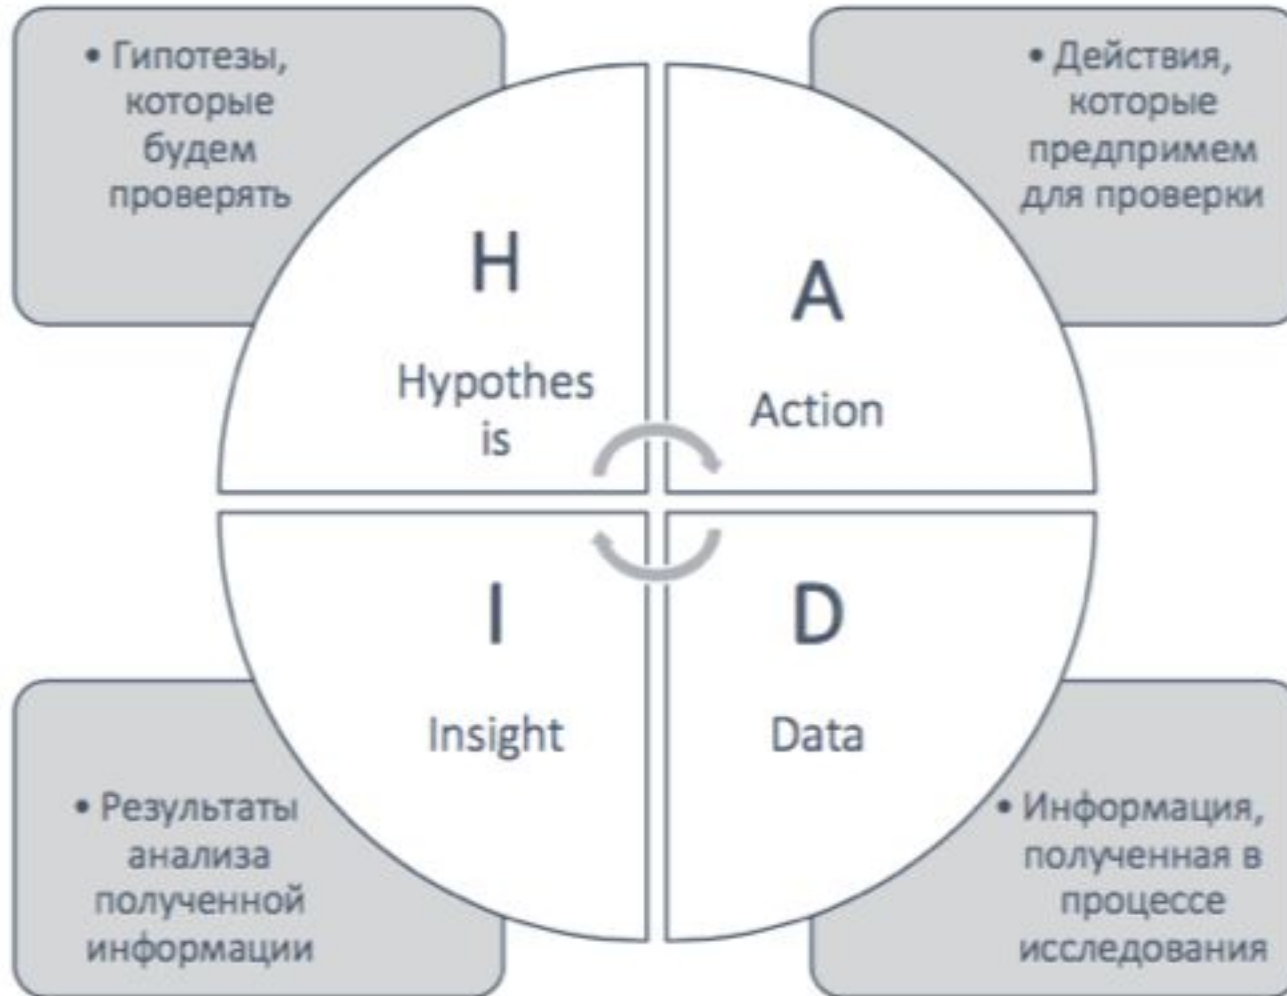 • Гипотезы,
которые
будем
проверять
• Действия,
которые
предпримем
для проверки
H
Hypothes
is
A
Action
I
Insight
D
Data
• Результаты
анализа
полученной
информации
• Информация,
полученная в
процессе
исследования